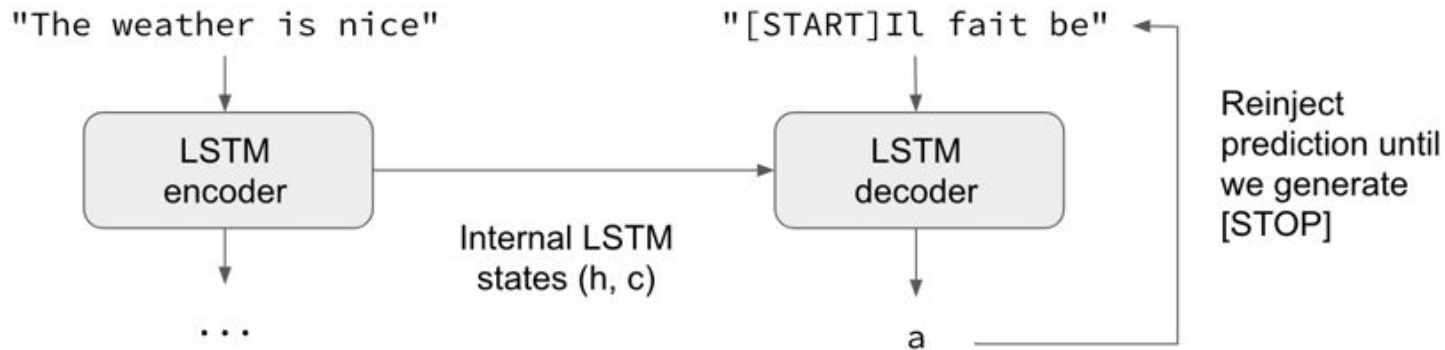 "The weather is nice"
"[START]Il fait be"
LSTM
encoder
LSTM
decoder
Internal LSTM
states (h, c)
Reinject
prediction until
we generate
[STOP]
...
a